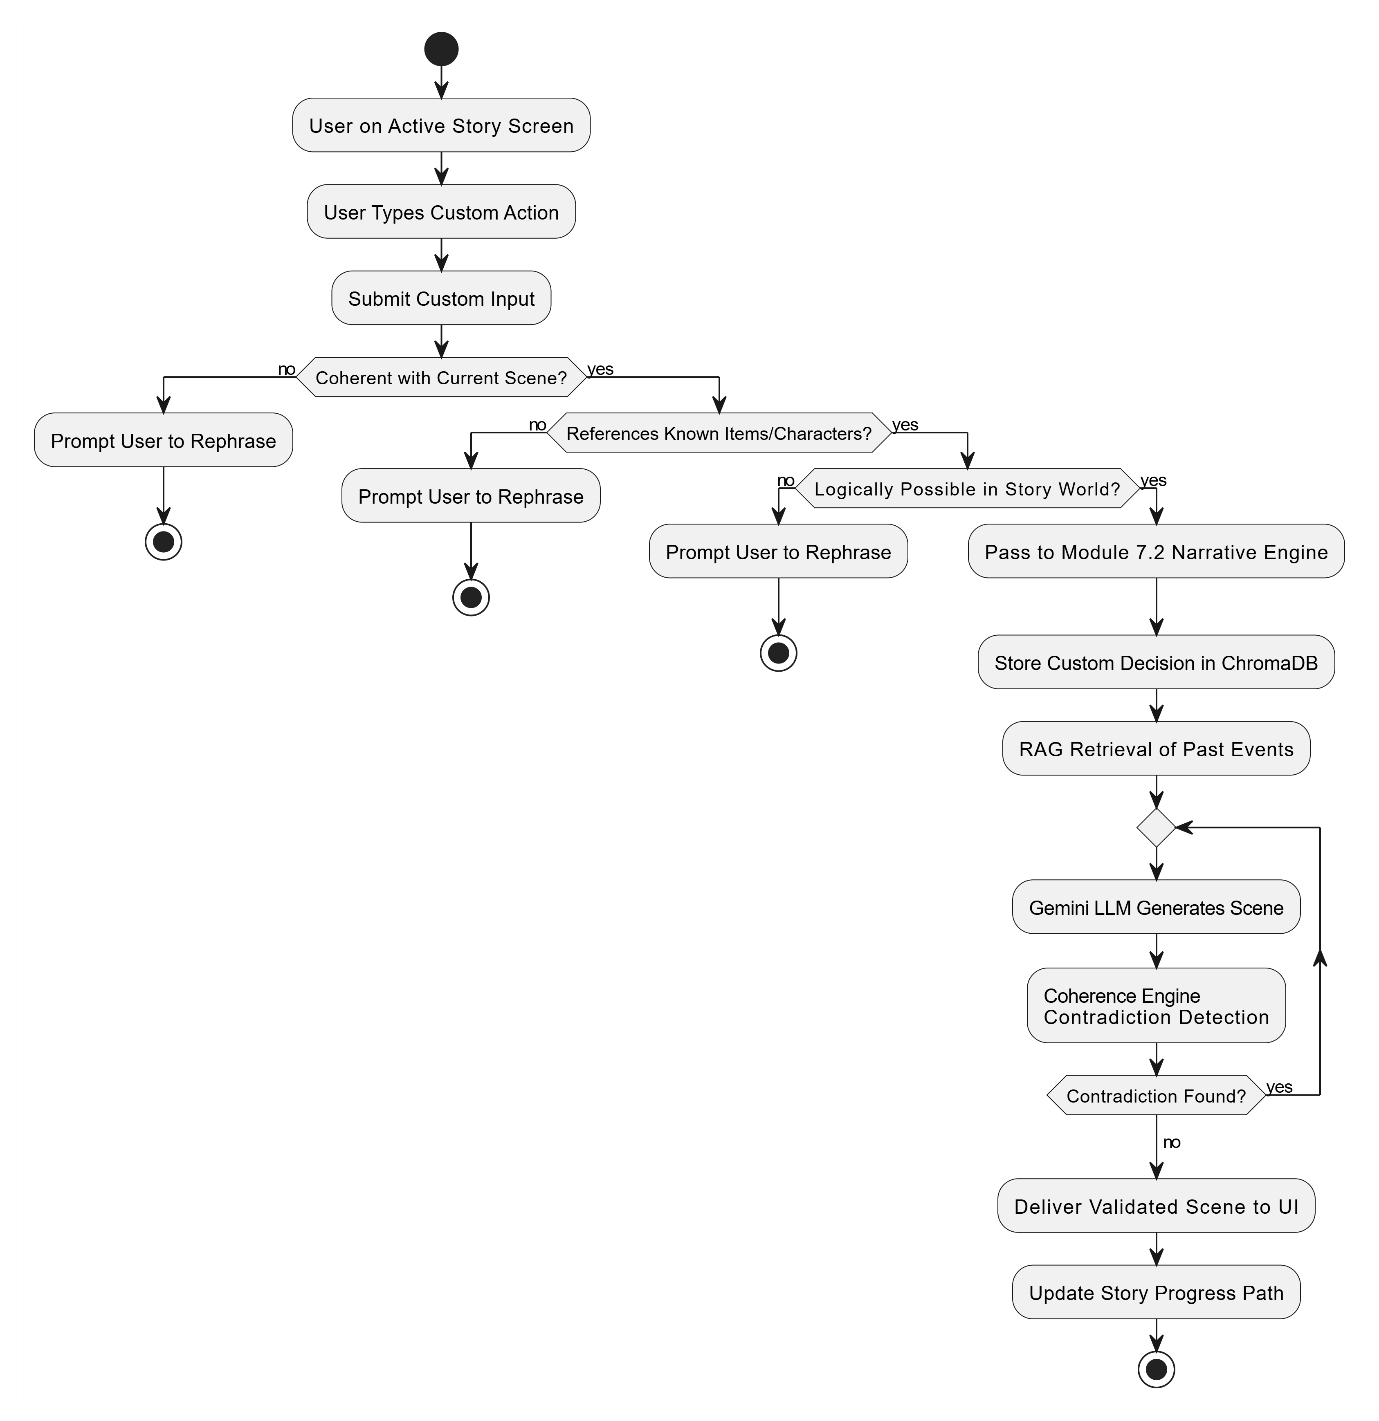 User on Active Story Screen
User Types Custom Action
Submit Custom Input
no
Coherent with Current Scene?
yes
Prompt User to Rephrase
no
References Known Items/Characters?
yes
Prompt User to Rephrase
no
Logically Possible in Story World?
yes
Prompt User to Rephrase
Pass to Module 7.2 Narrative Engine
Store Custom Decision in ChromaDB
RAG Retrieval of Past Events
Gemini LLM Generates Scene
Coherence Engine
Contradiction Detection
Contradiction Found?
yes
no
Deliver Validated Scene to UI
Update Story Progress Path